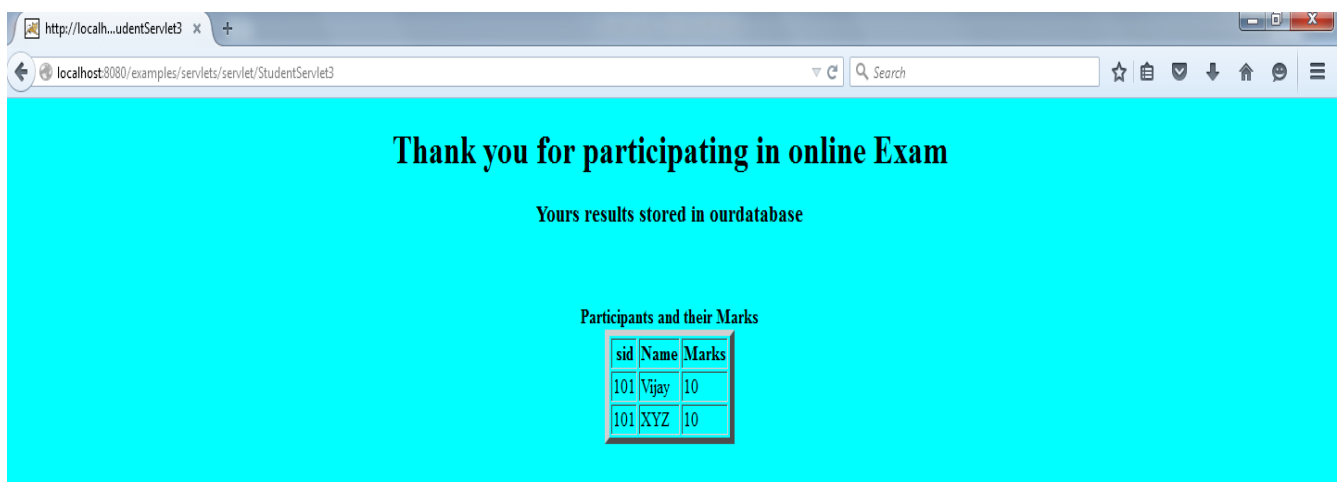 http://localh...udentServlet3 × +
localhost:8080/examples/servlets/servlet/StudentServlet3 Search
Thank you for participating in online Exam
Yours results stored in ourdatabase
Participants and their Marks
sid Name Marks
101 Vijay 10
101 XYZ 10